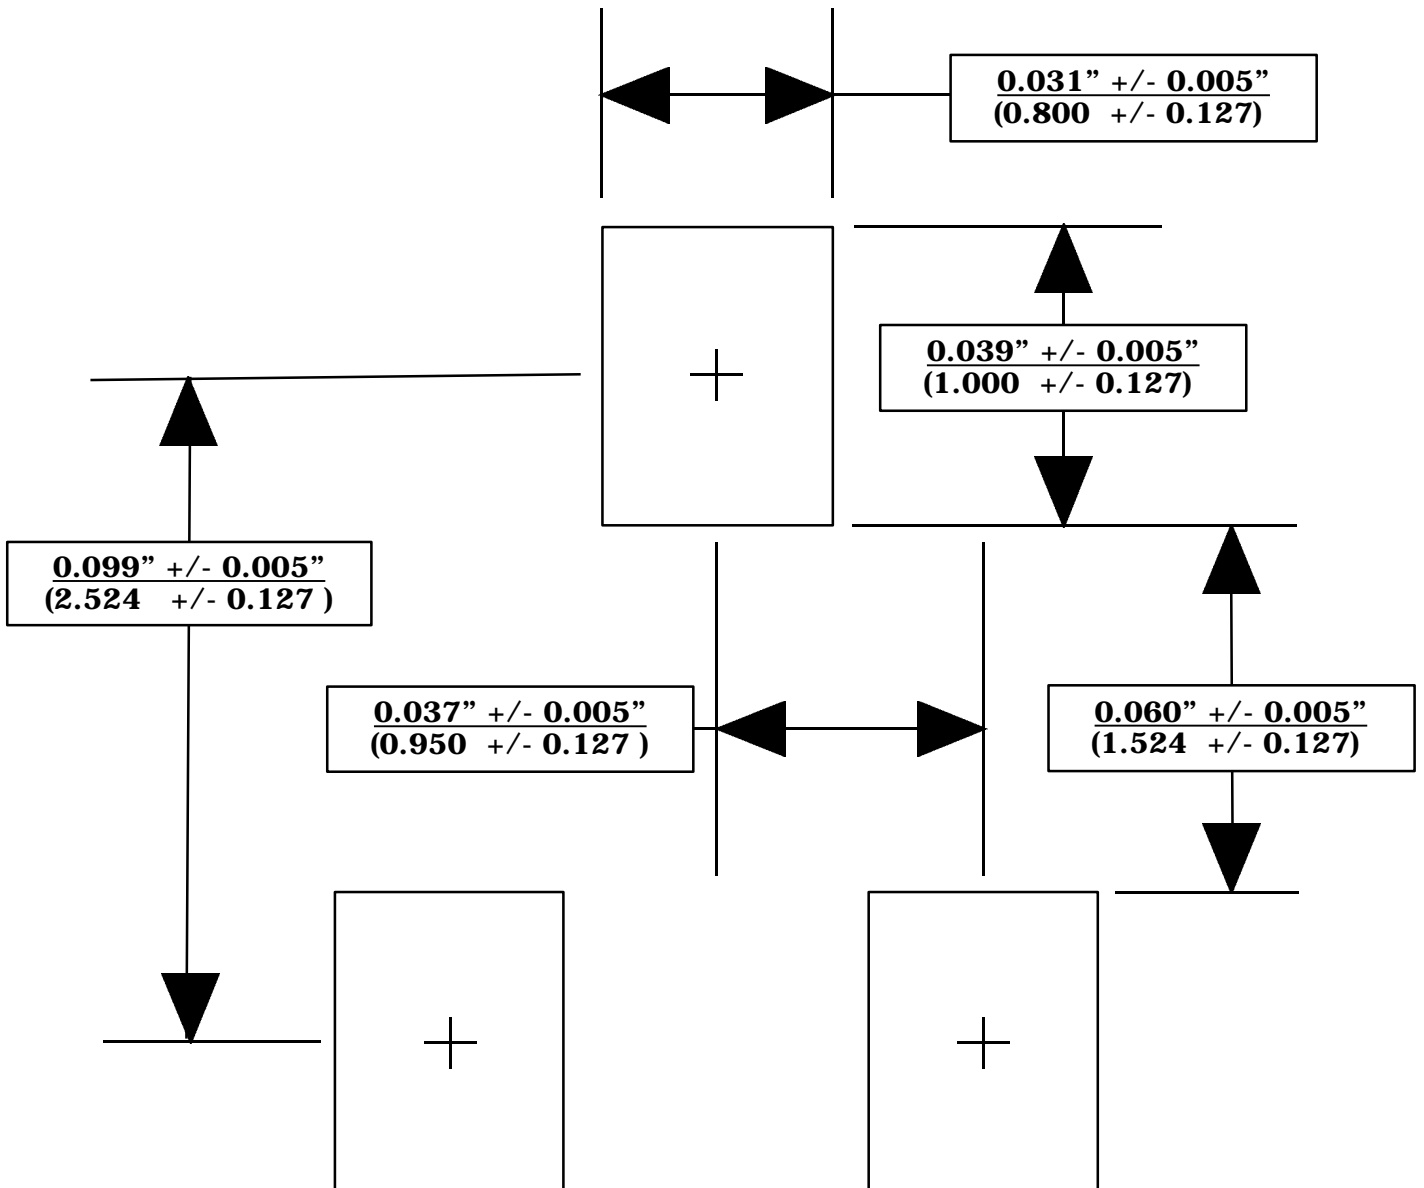 0.031” +/- 0.005”
(0.800 +/- 0.127)
0.039” +/- 0.005”
(1.000 +/- 0.127)
0.099” +/- 0.005”
(2.524 +/- 0.127 )
0.037” +/- 0.005”
(0.950 +/- 0.127 )
0.060” +/- 0.005”
(1.524 +/- 0.127)